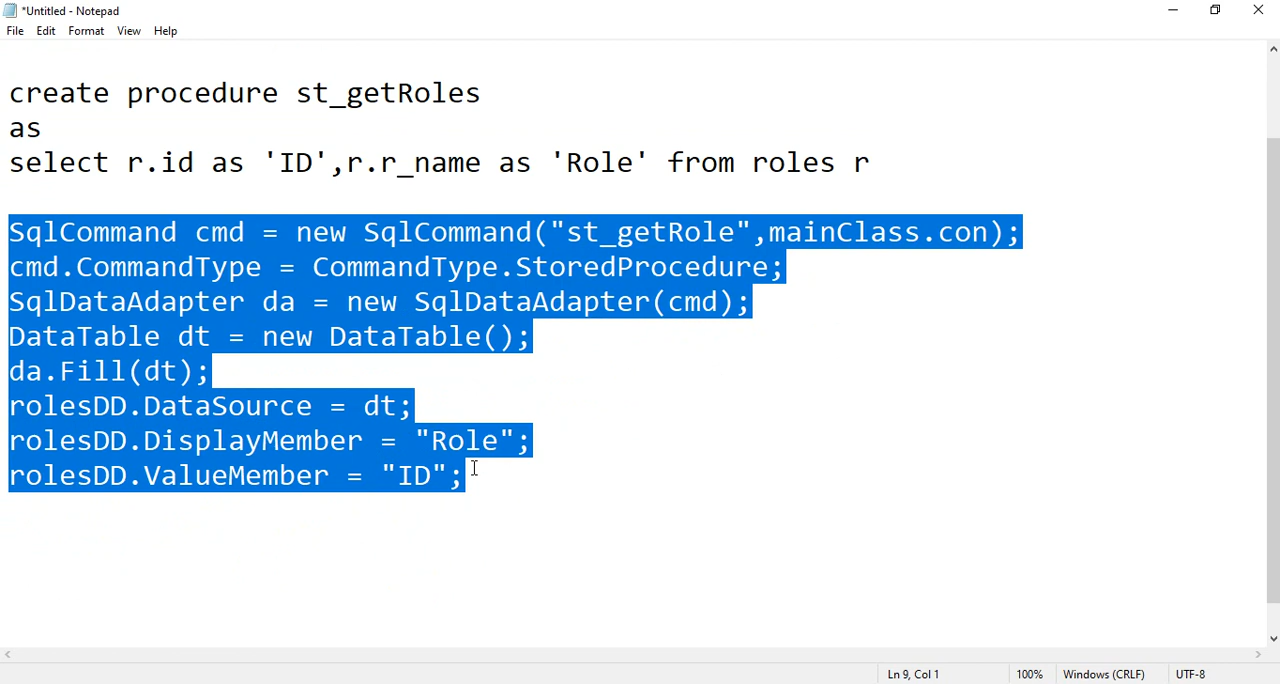 *Untitled - Notepad
File Edit Format View Help
create procedure st_getRoles
as
select r.id as 'ID',r.r_name as 'Role' from roles r
SqlCommand cmd = new SqlCommand("st_getRole",mainClass.con);
cmd.CommandType = CommandType.StoredProcedure;
SqlDataAdapter da = new SqlDataAdapter(cmd);
DataTable dt = new DataTable();
da.Fill(dt);
rolesDD.DataSource = dt;
rolesDD.DisplayMember = "Role";
rolesDD.ValueMember = "ID";
Ln 9, Col 1 100% Windows (CRLF) UTF-8